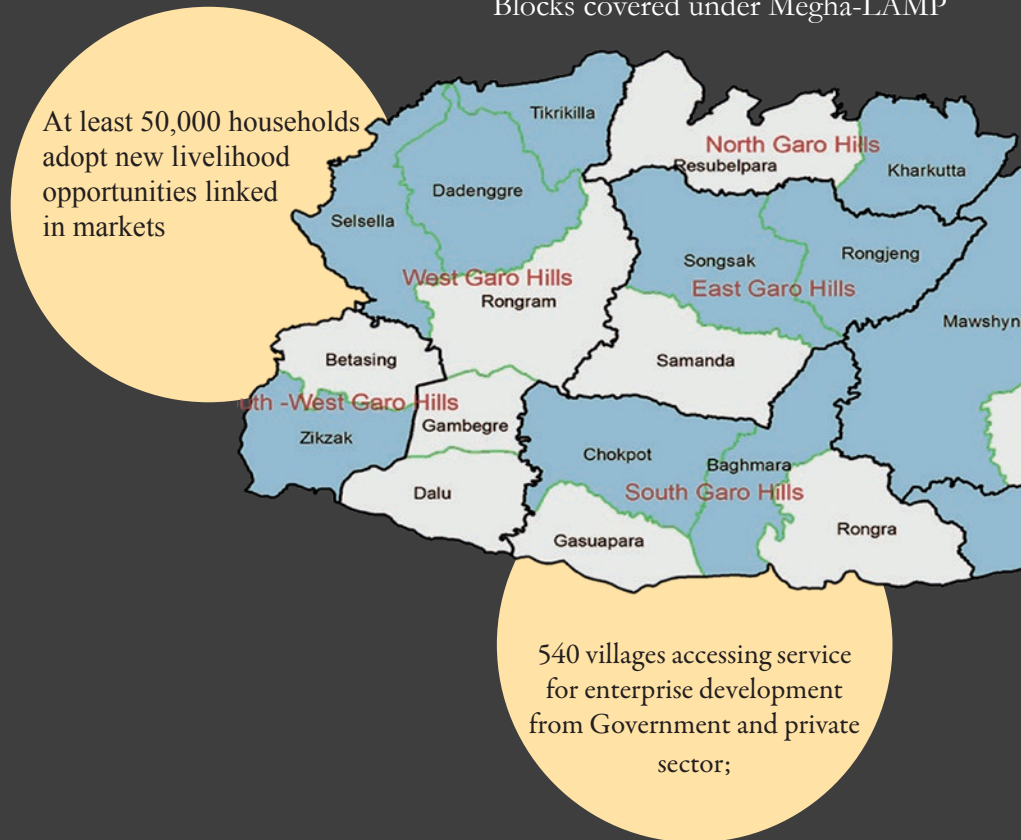 Blocks covered under Megha-LAMP
At least 50,000 households
adopt new livelihood
opportunities linked
in markets
Tikrikilla
North Garo Hills
Resubelpara
Kharkutta
Dadenggre
Selsella
Songsak
Rongjeng
West Garo Hills
Rongram
East Garo Hills
Mawshyn
Betasing
Samanda
uth -West Garo Hills
Gambegre
Zikzak
Chokpot
Baghmara
Dalu
South Garo Hills
Gasuapara
Rongra
540 villages accessing service
for enterprise development
from Government and private
sector;